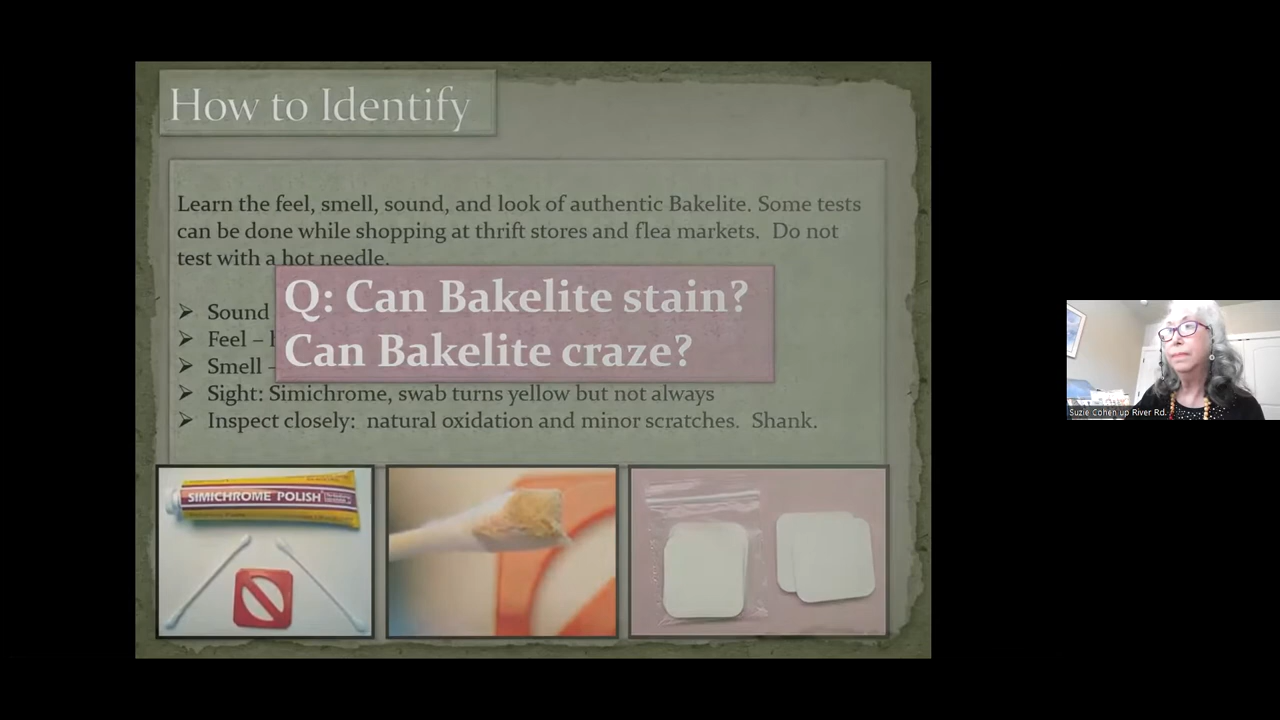 How to Identify
Learn the feel, smell, sound, and look of authentic Bakelite. Some tests
can be done while shopping at thrift stores and flea markets. Do not
test with a hot needle.
Q: Can Bakelite stain?
Can Bakelite craze?
Sound
Feel –
Smell –
Sight: Simichrome, swab turns yellow but not always
Inspect closely: natural oxidation and minor scratches. Shank.
SIMICHROME POLISH
Suzie Cohen up River Rd.